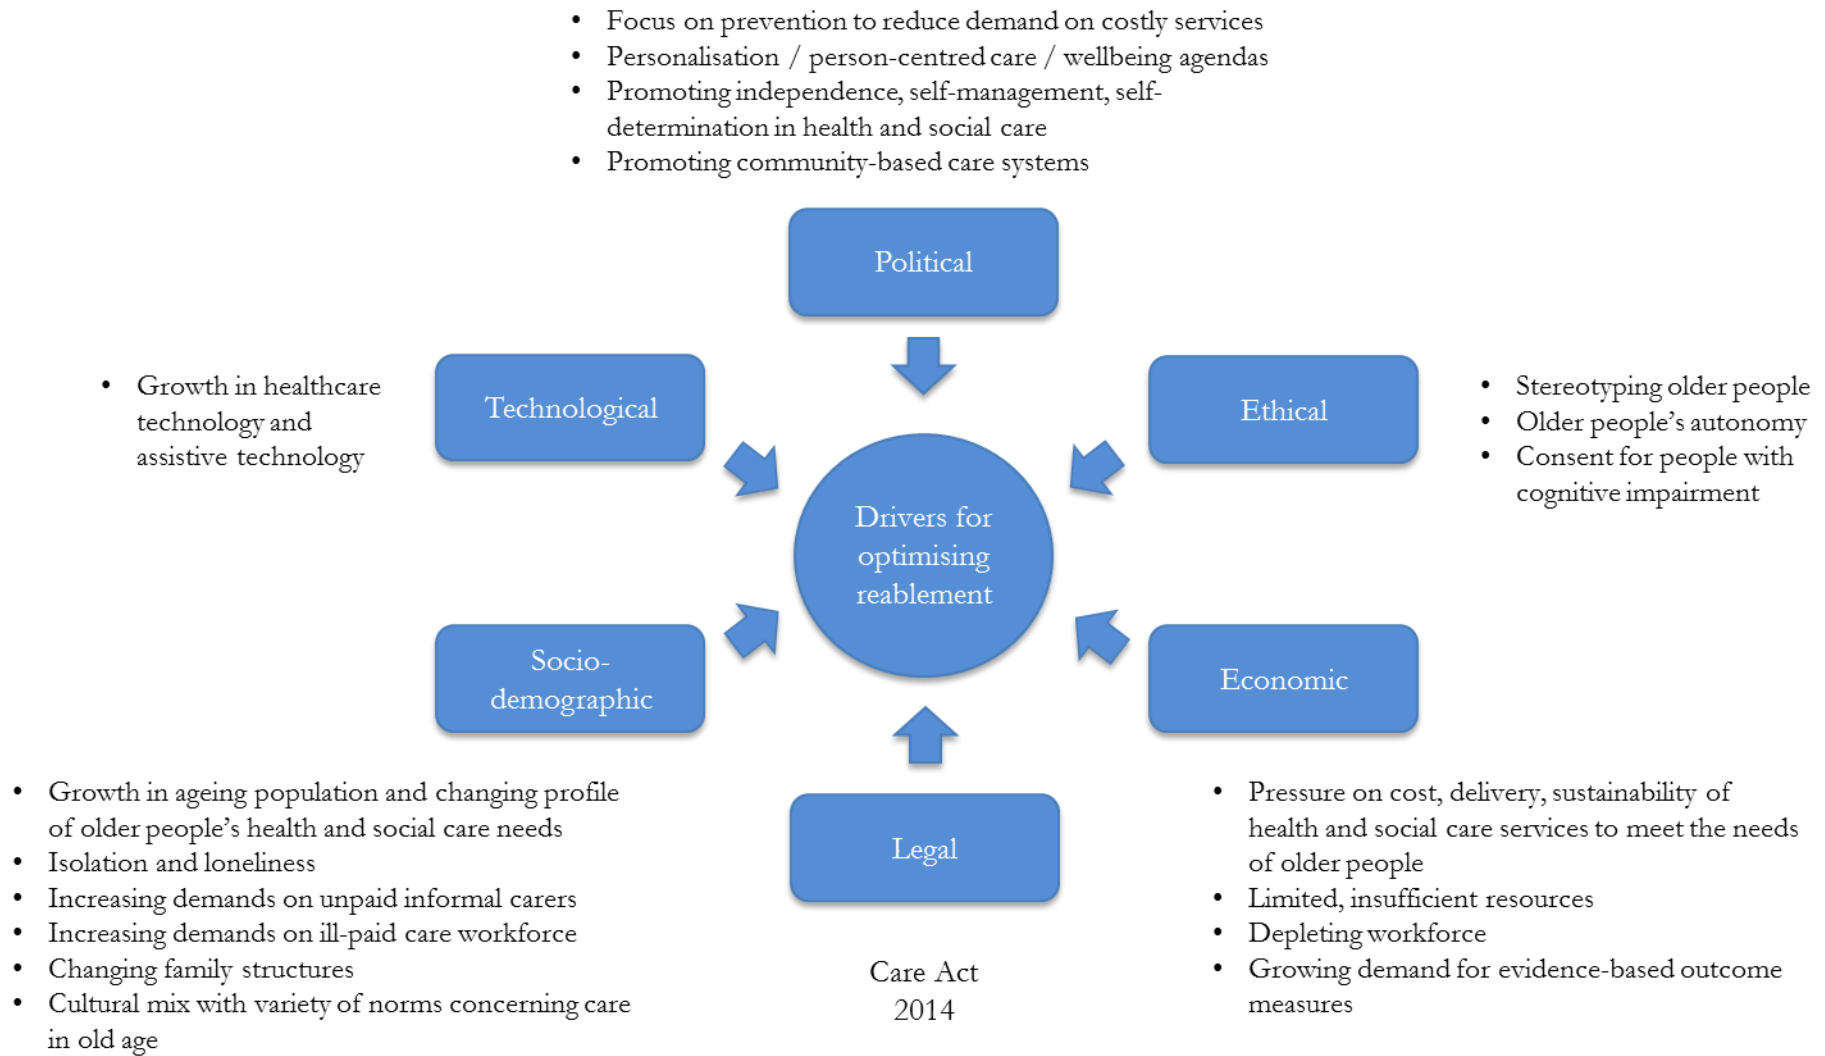 • Focus on prevention to reduce demand on costly services
• Personalisation / person-centred care / wellbeing agendas
• Promoting independence, self-management, self-
determination in health and social care
• Promoting community-based care systems
Political
• Growth in healthcare
technology and
assistive technology
Technological
Ethical
• Stereotyping older people
• Older people’s autonomy
• Consent for people with
cognitive impairment
Drivers for
optimising
reablement
Socio-
demographic
Economic
• Growth in ageing population and changing profile
of older people’s health and social care needs
• Isolation and loneliness
• Increasing demands on unpaid informal carers
• Increasing demands on ill-paid care workforce
• Changing family structures
• Cultural mix with variety of norms concerning care
in old age
Legal
Care Act
2014
• Pressure on cost, delivery, sustainability of
health and social care services to meet the needs
of older people
• Limited, insufficient resources
• Depleting workforce
• Growing demand for evidence-based outcome
measures